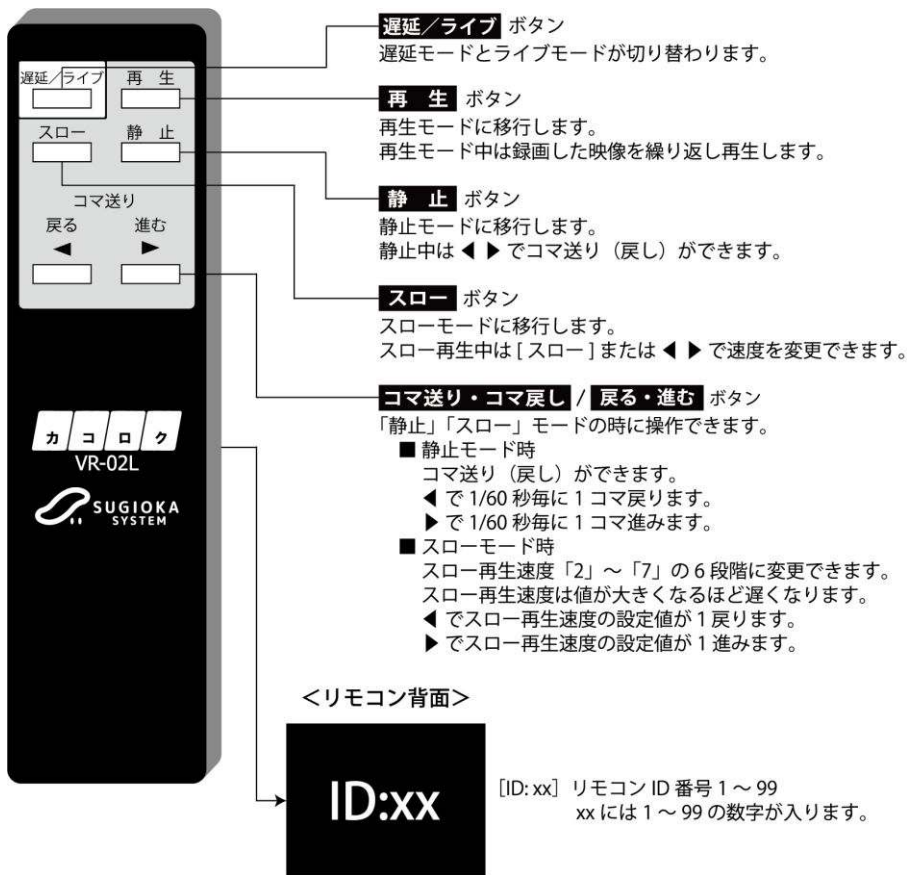 遅延／ライブ 再　生
スロー 静　止
コマ送り
戻る 進む
◀ ▶
カコロク
VR-02L
SUGIOKA
SYSTEM
遅延／ライブ ボタン
遅延モードとライブモードが切り替わります。
再　生 ボタン
再生モードに移行します。
再生モード中は録画した映像を繰り返し再生します。
静　止 ボタン
静止モードに移行します。
静止中は ◀ ▶ でコマ送り（戻し）ができます。
スロー ボタン
スローモードに移行します。
スロー再生中は [ スロー ] または ◀ ▶ で速度を変更できます。
コマ送り・コマ戻し / 戻る・進む ボタン
「静止」「スロー」モードの時に操作できます。
■ 静止モード時
コマ送り（戻し）ができます。
◀ で 1/60 秒毎に 1 コマ戻ります。
▶ で 1/60 秒毎に 1 コマ進みます。
■ スローモード時
スロー再生速度「2」～「7」の 6 段階に変更できます。
スロー再生速度は値が大きくなるほど遅くなります。
◀ でスロー再生速度の設定値が 1 戻ります。
▶ でスロー再生速度の設定値が 1 進みます。
＜リモコン背面＞
ID:xx
［ID: xx］リモコン ID 番号 1 ～ 99
xx には 1 ～ 99 の数字が入ります。